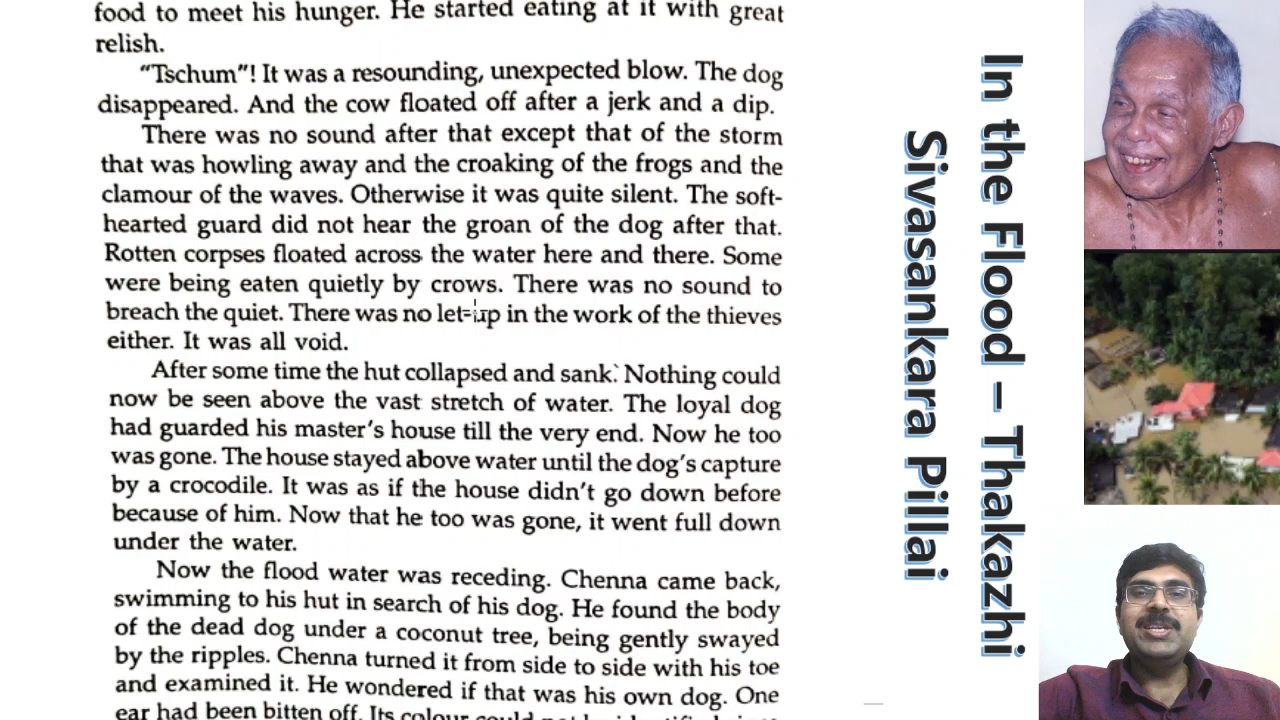 food to meet his hunger. He started eating at it with great
relish.
“Tschum”! It was a resounding, unexpected blow. The dog
disappeared. And the cow floated off after a jerk and a dip.
There was no sound after that except that of the storm
that was howling away and the croaking of the frogs and the
clamour of the waves. Otherwise it was quite silent. The soft-
hearted guard did not hear the groan of the dog after that.
Rotten corpses floated across the water here and there. Some
were being eaten quietly by crows. There was no sound to
breach the quiet. There was no let-up in the work of the thieves
either. It was all void.
After some time the hut collapsed and sank. Nothing could
now be seen above the vast stretch of water. The loyal dog
had guarded his master’s house till the very end. Now he too
was gone. The house stayed above water until the dog’s capture
by a crocodile. It was as if the house didn’t go down before
because of him. Now that he too was gone, it went full down
under the water.
Now the flood water was receding. Chenna came back,
swimming to his hut in search of his dog. He found the body
of the dead dog under a coconut tree, being gently swayed
by the ripples. Chenna turned it from side to side with his toe
and examined it. He wondered if that was his own dog. One
ear had been bitten off. Its colour could not be identified
In the Flood – Thakazhi
Sivasankara Pillai